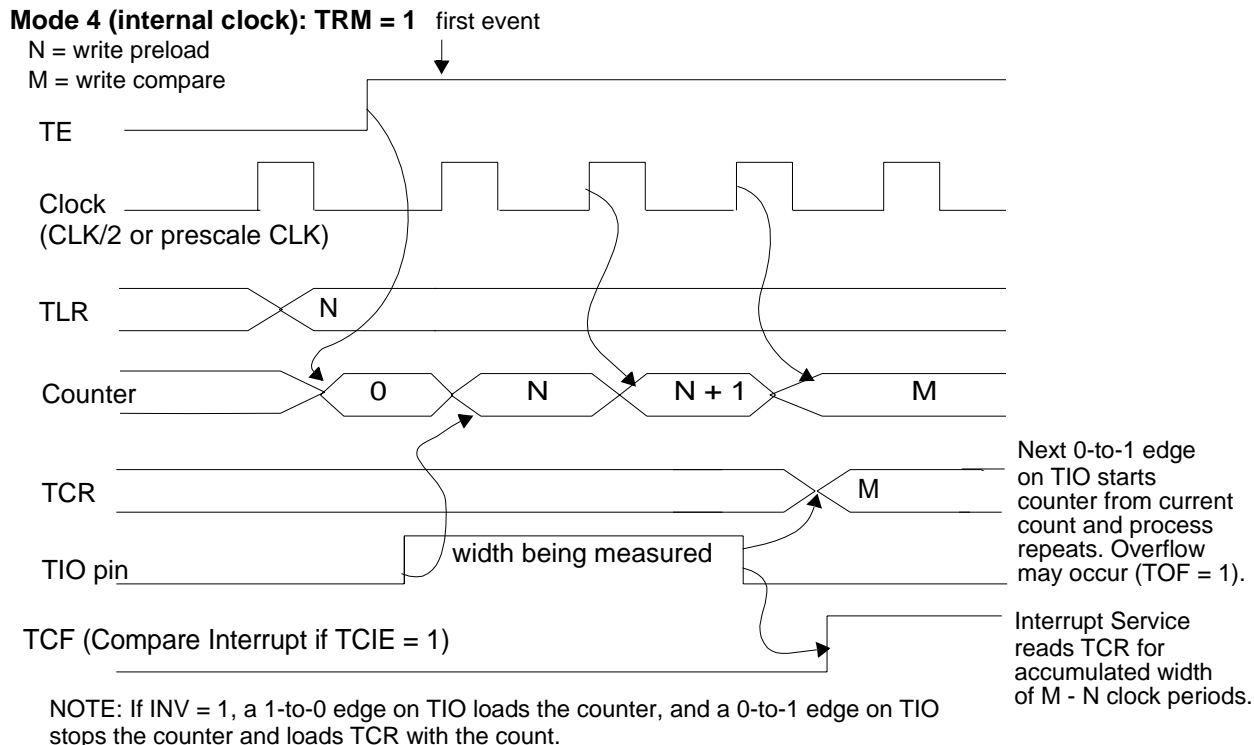 Mode 4 (internal clock): TRM = 1 first event
N = write preload
M = write compare
TE
Clock
(CLK/2 or prescale CLK)
TLR
N
Counter
0
N
N + 1
M
TCR
M
TIO pin
width being measured
Next 0-to-1 edge
on TIO starts
counter from current
count and process
repeats. Overflow
may occur (TOF = 1).
TCF (Compare Interrupt if TCIE = 1)
Interrupt Service
reads TCR for
accumulated width
of M - N clock periods.
NOTE: If INV = 1, a 1-to-0 edge on TIO loads the counter, and a 0-to-1 edge on TIO
stops the counter and loads TCR with the count.